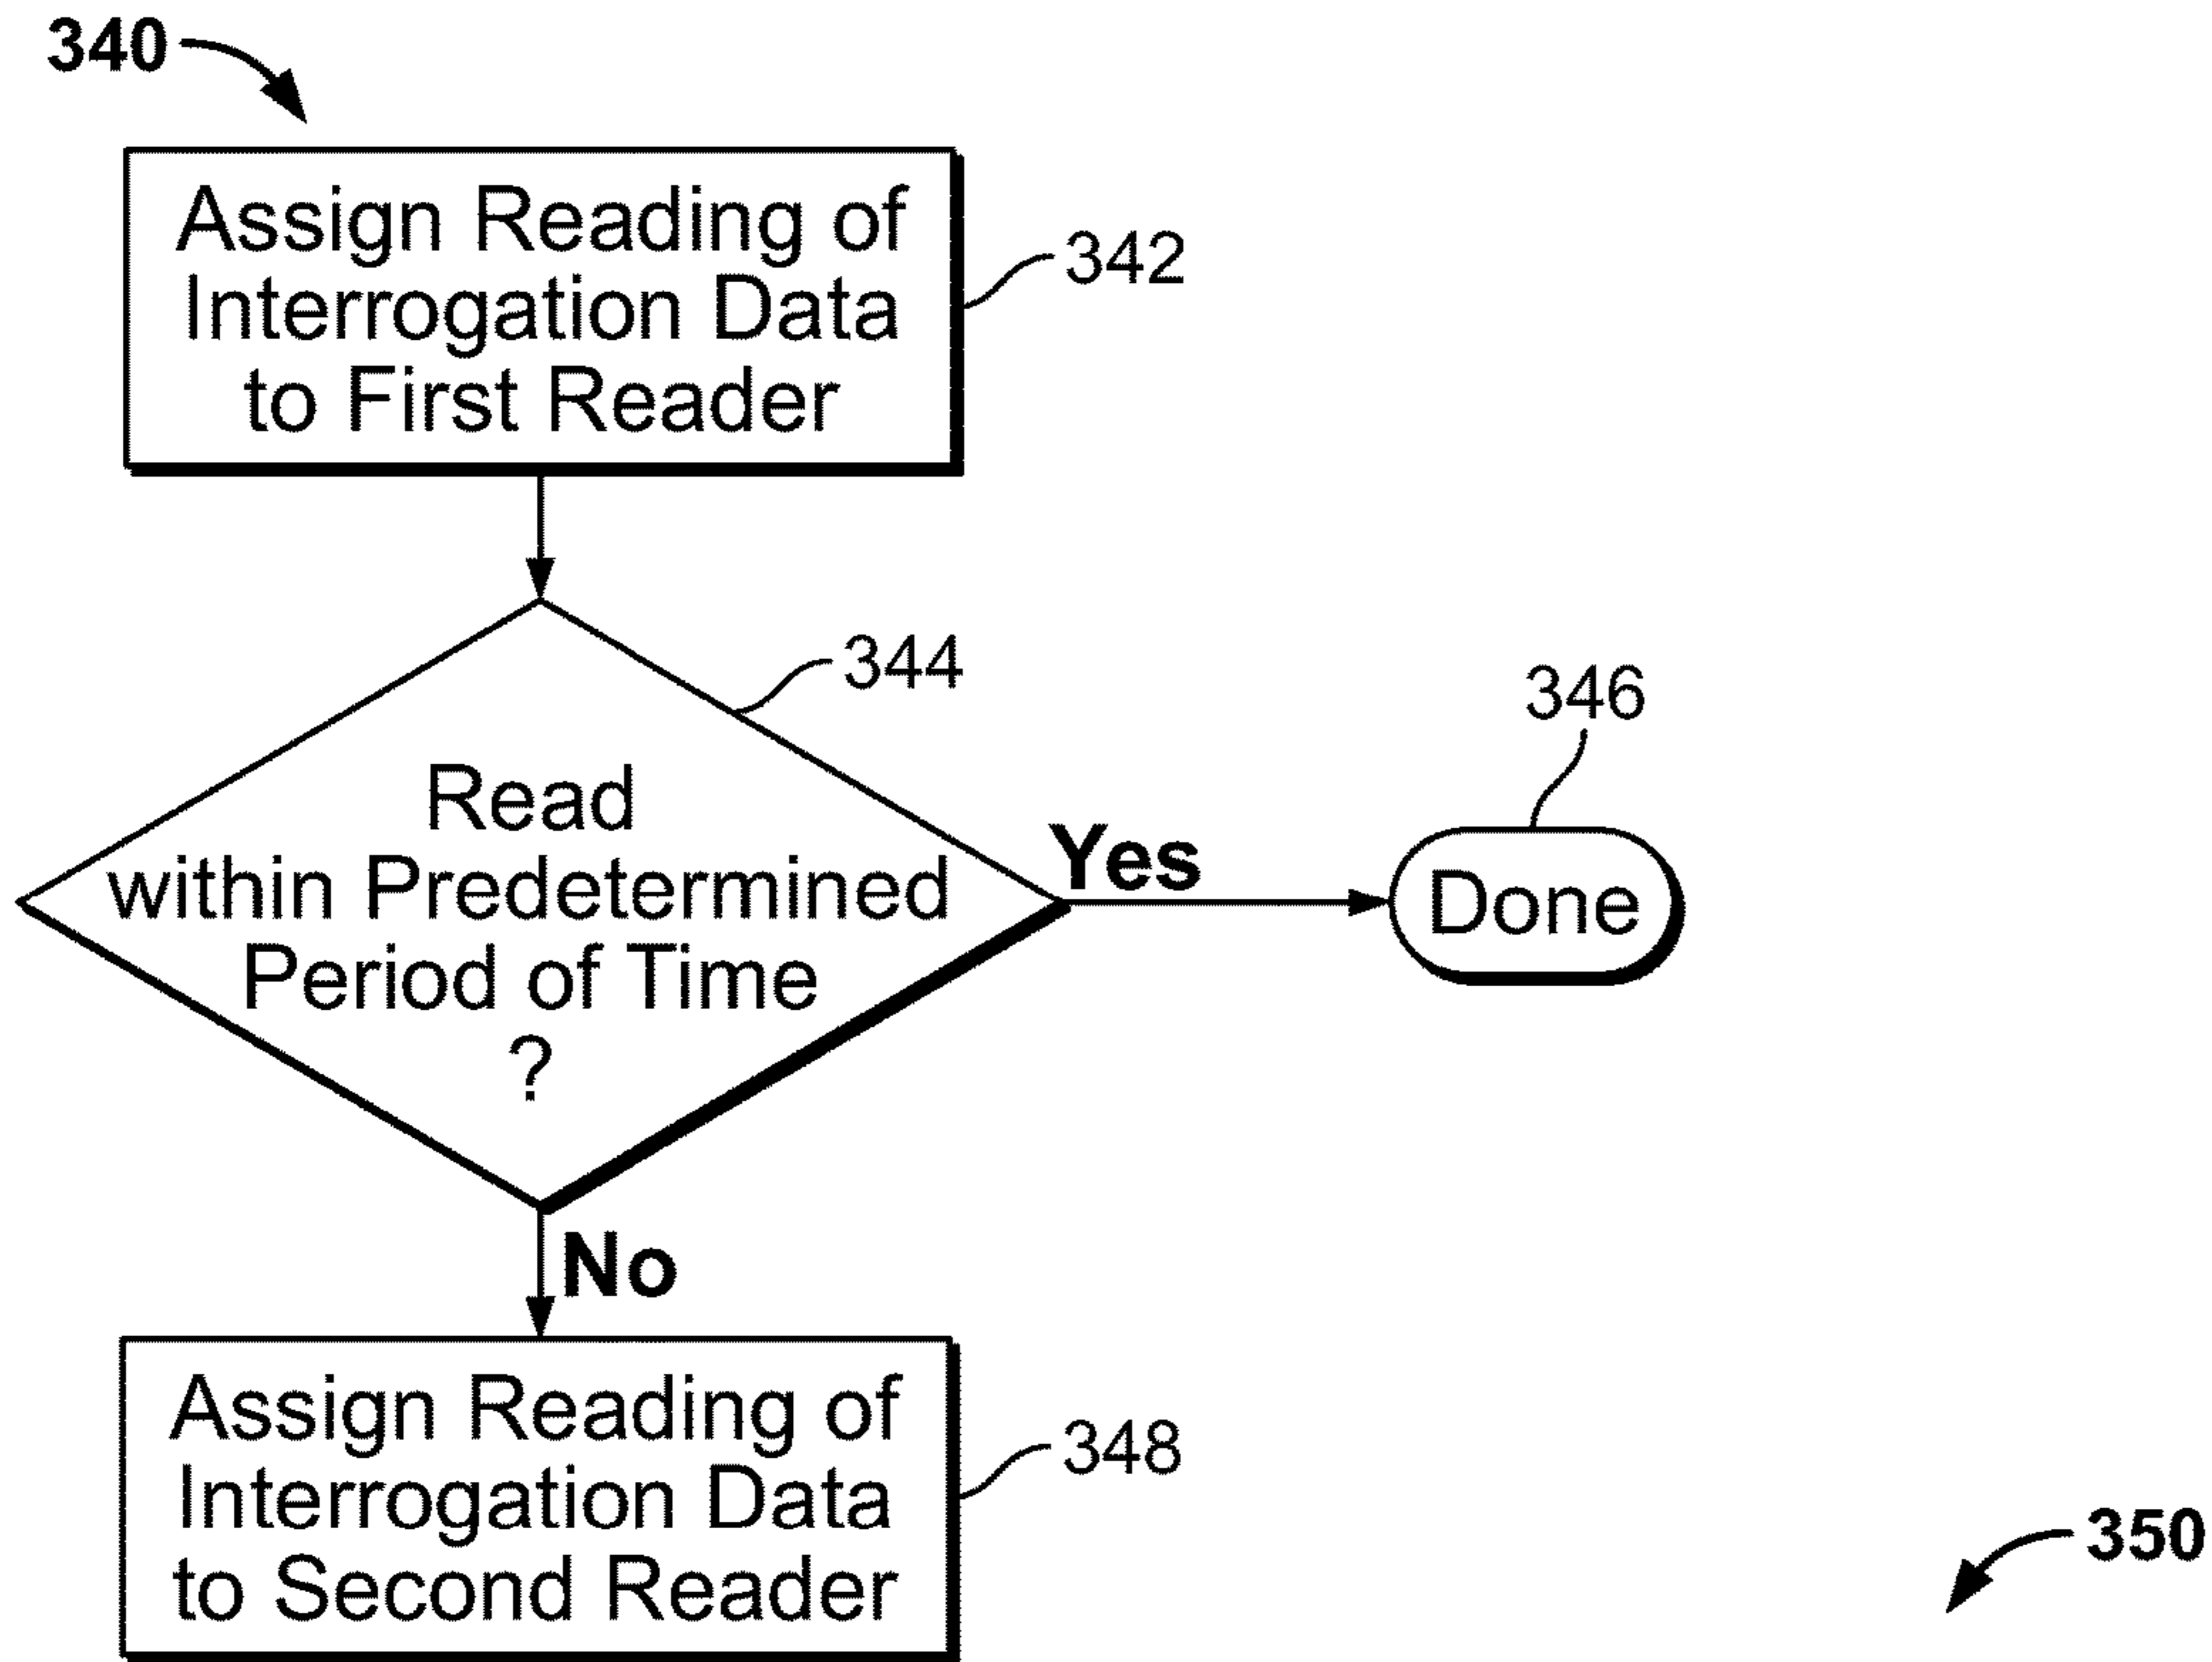 340
Assign Reading of
Interrogation Data
to First Reader
342
344
Read
within Predetermined
Period of Time
?
Yes
346
Done
No
Assign Reading of
Interrogation Data
to Second Reader
348
350